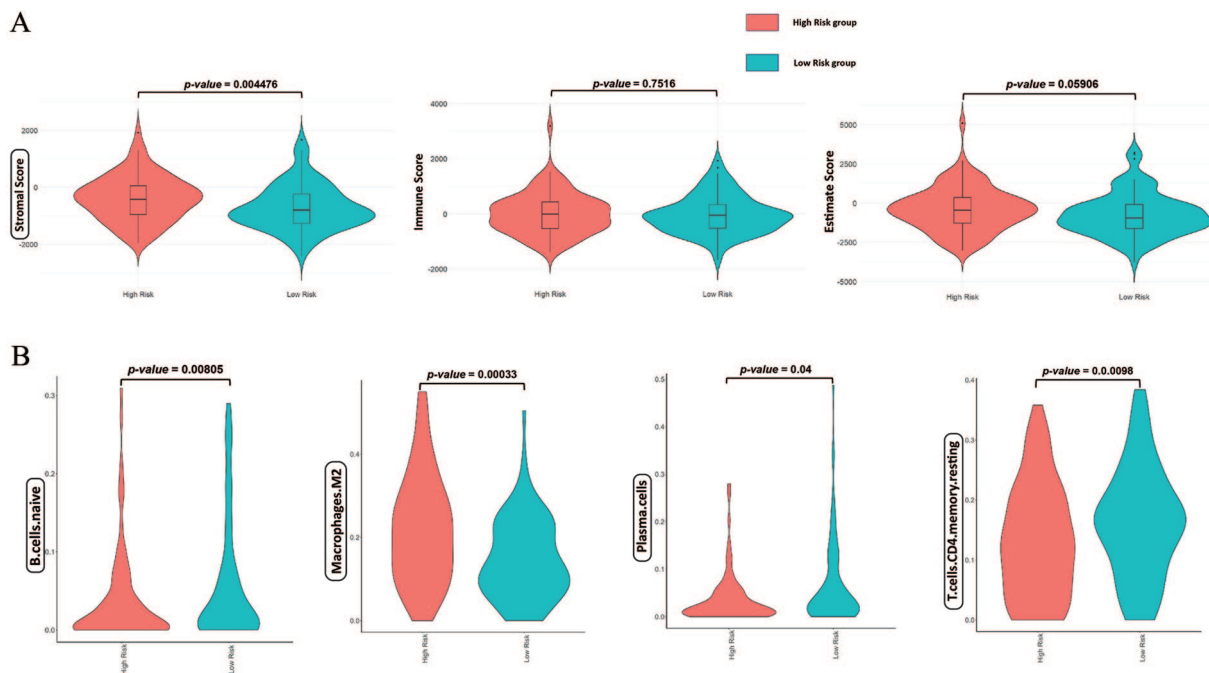 A
High Risk group
Low Risk group
p-value = 0.004476
Stromal Score
2000
0
-2000
High Risk
Low Risk
p-value = 0.7516
Immune Score
4000
2000
0
-2000
High Risk
Low Risk
p-value = 0.05906
Estimate Score
5000
2500
0
-2500
-5000
High Risk
Low Risk
B
p-value = 0.00805
B.cells.naive
0.3
0.2
0.1
0.0
High Risk
Low Risk
p-value = 0.00033
Macrophages.M2
0.4
0.2
0.0
High Risk
Low Risk
p-value = 0.04
Plasma.cells
0.5
0.4
0.3
0.2
0.1
0.0
High Risk
Low Risk
p-value = 0.0.0098
T.cells.CD4.memory.resting
0.4
0.3
0.2
0.1
0.0
High Risk
Low Risk